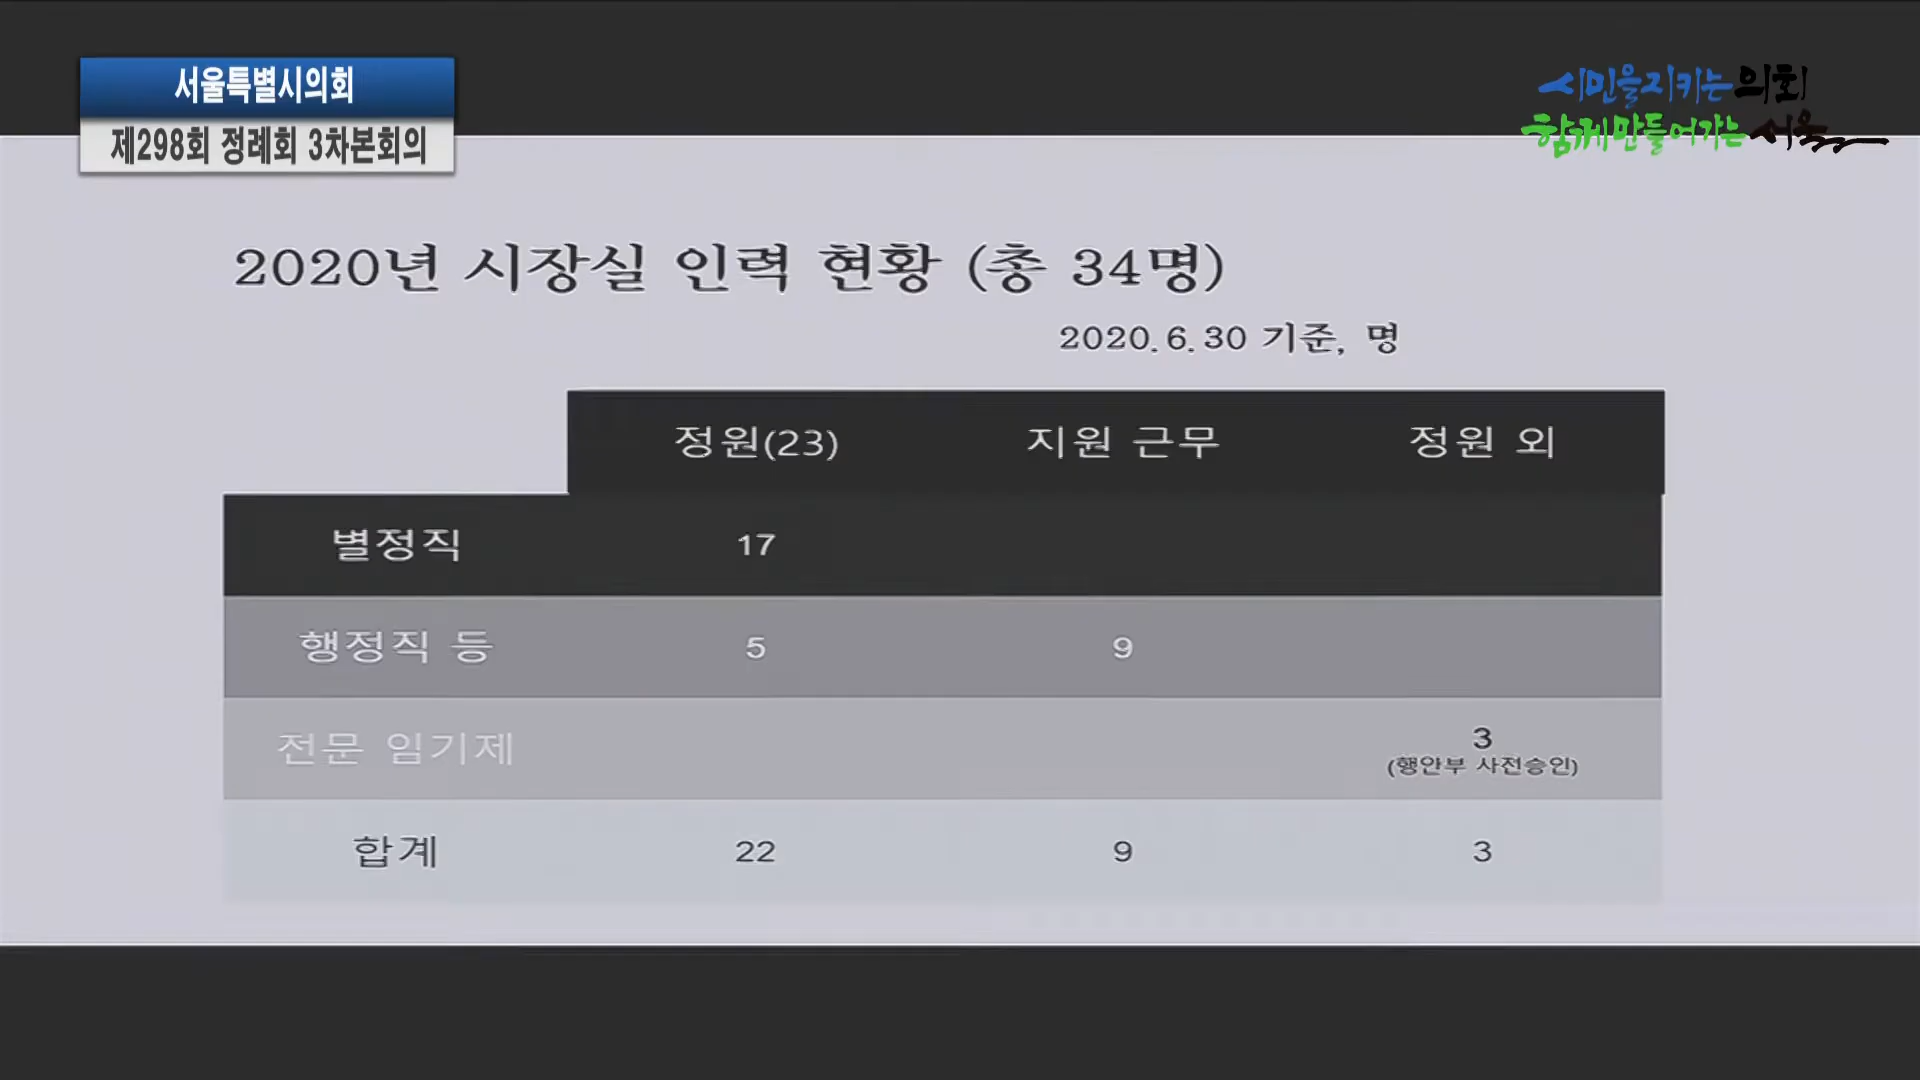 서울특별시의회
제298회 정례회 3차본회의
시민을지키는 의회
함께만들어가는 서울
2020년 시장실 인력 현황 (총 34명)
2020.6.30 기준, 명
정원(23) 지원 근무 정원 외
별정직 17
행정직 등 5 9
전문 임기제 3
(행안부 사전승인)
합계 22 9 3